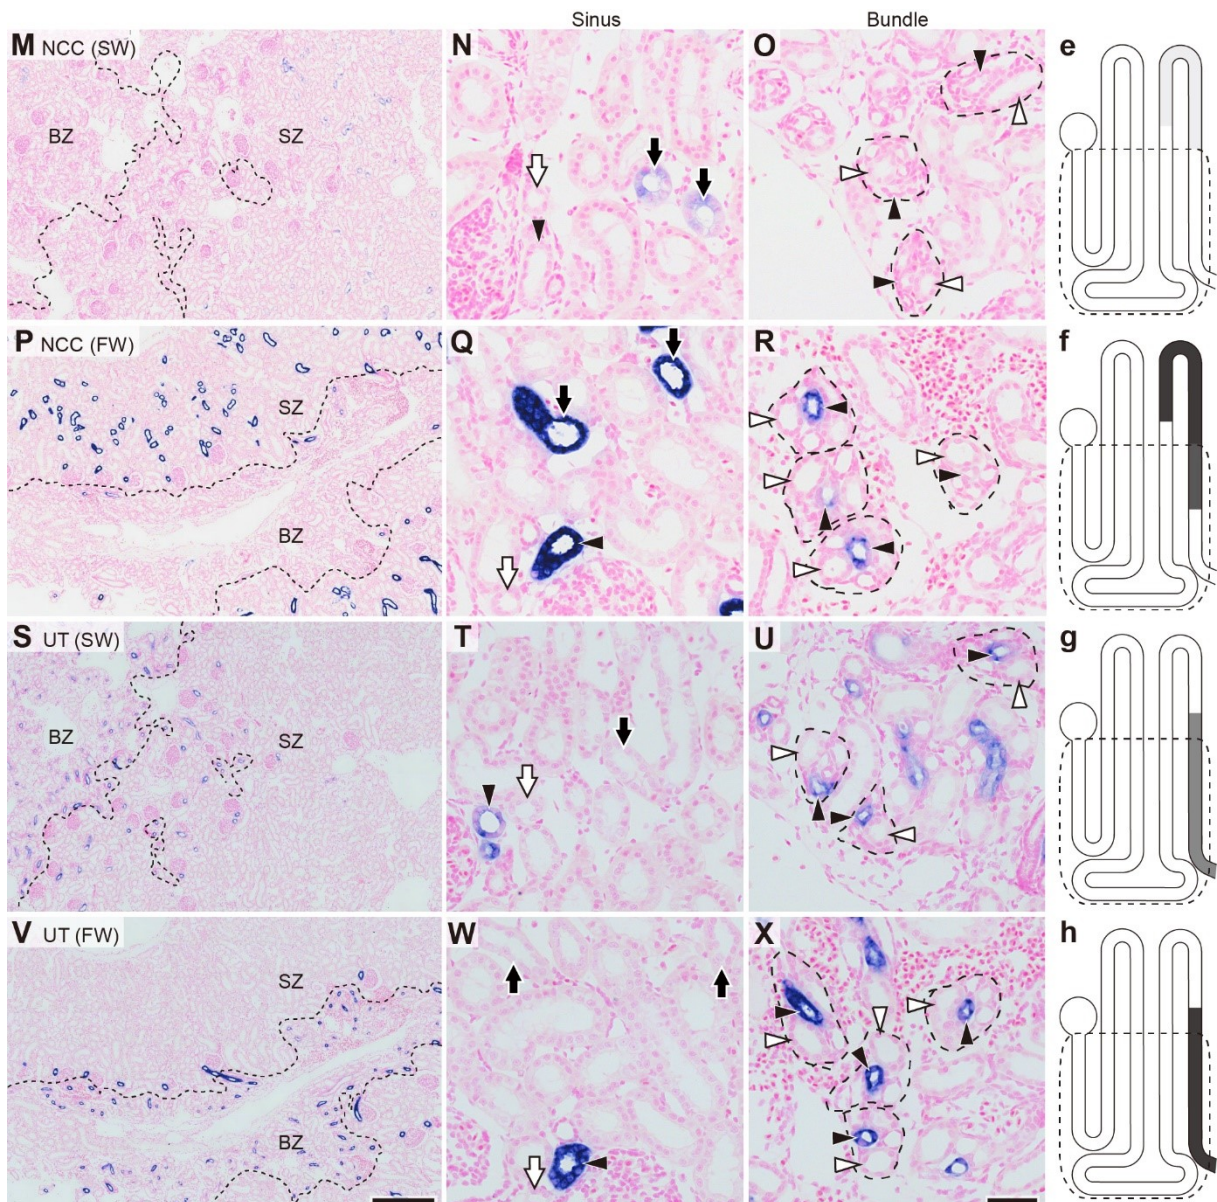 Sinus
Bundle
M NCC (SW)
BZ
SZ
N
O
e
P NCC (FW)
SZ
BZ
Q
R
f
S UT (SW)
BZ
SZ
T
U
g
V UT (FW)
SZ
BZ
W
X
h